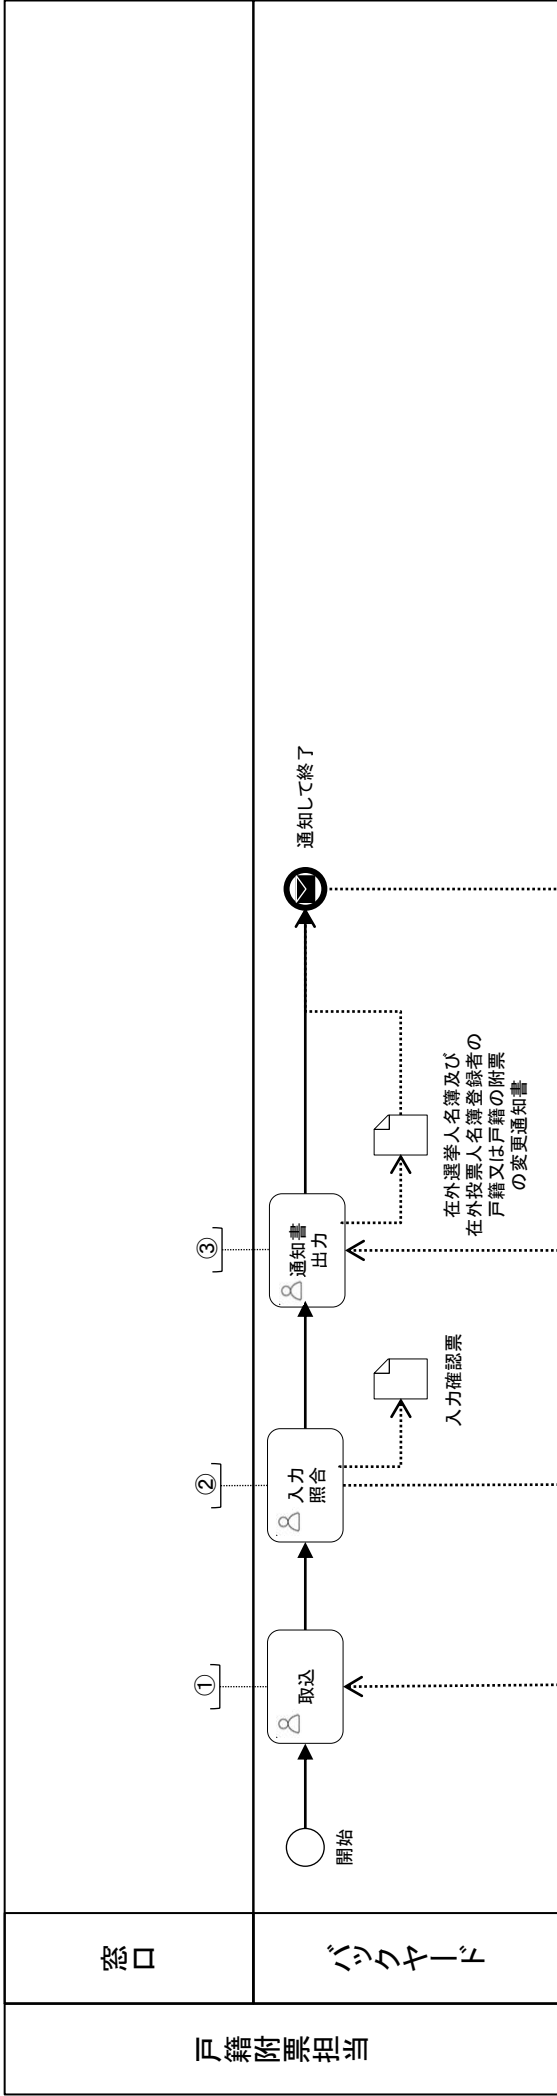 戸籍附票担当
窓口
バックヤード
開始
①
取込
②
入力
照合
入力確認票
③
通知書
出力
在外選挙人名簿及び
在外投票人名簿登録者の
戸籍又は戸籍の附票
の変更通知書
通知して終了